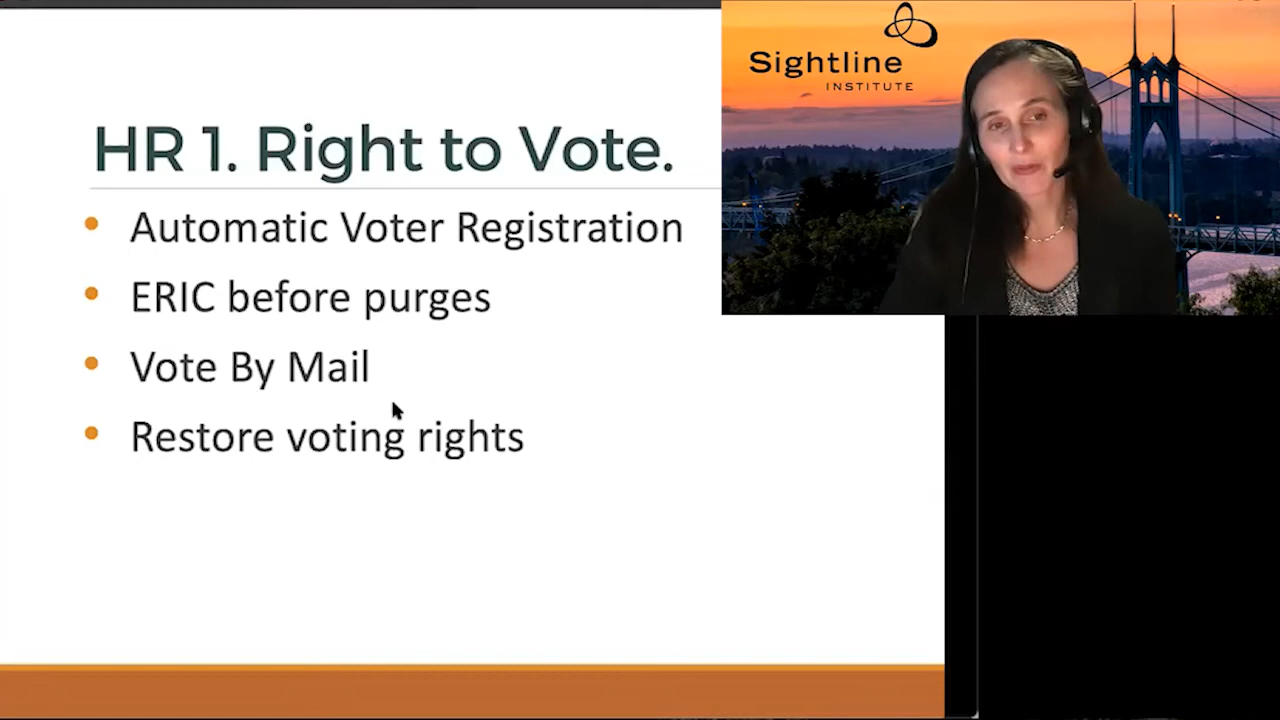 HR 1. Right to Vote.
Automatic Voter Registration
ERIC before purges
Vote By Mail
Restore voting rights
Sightline
INSTITUTE